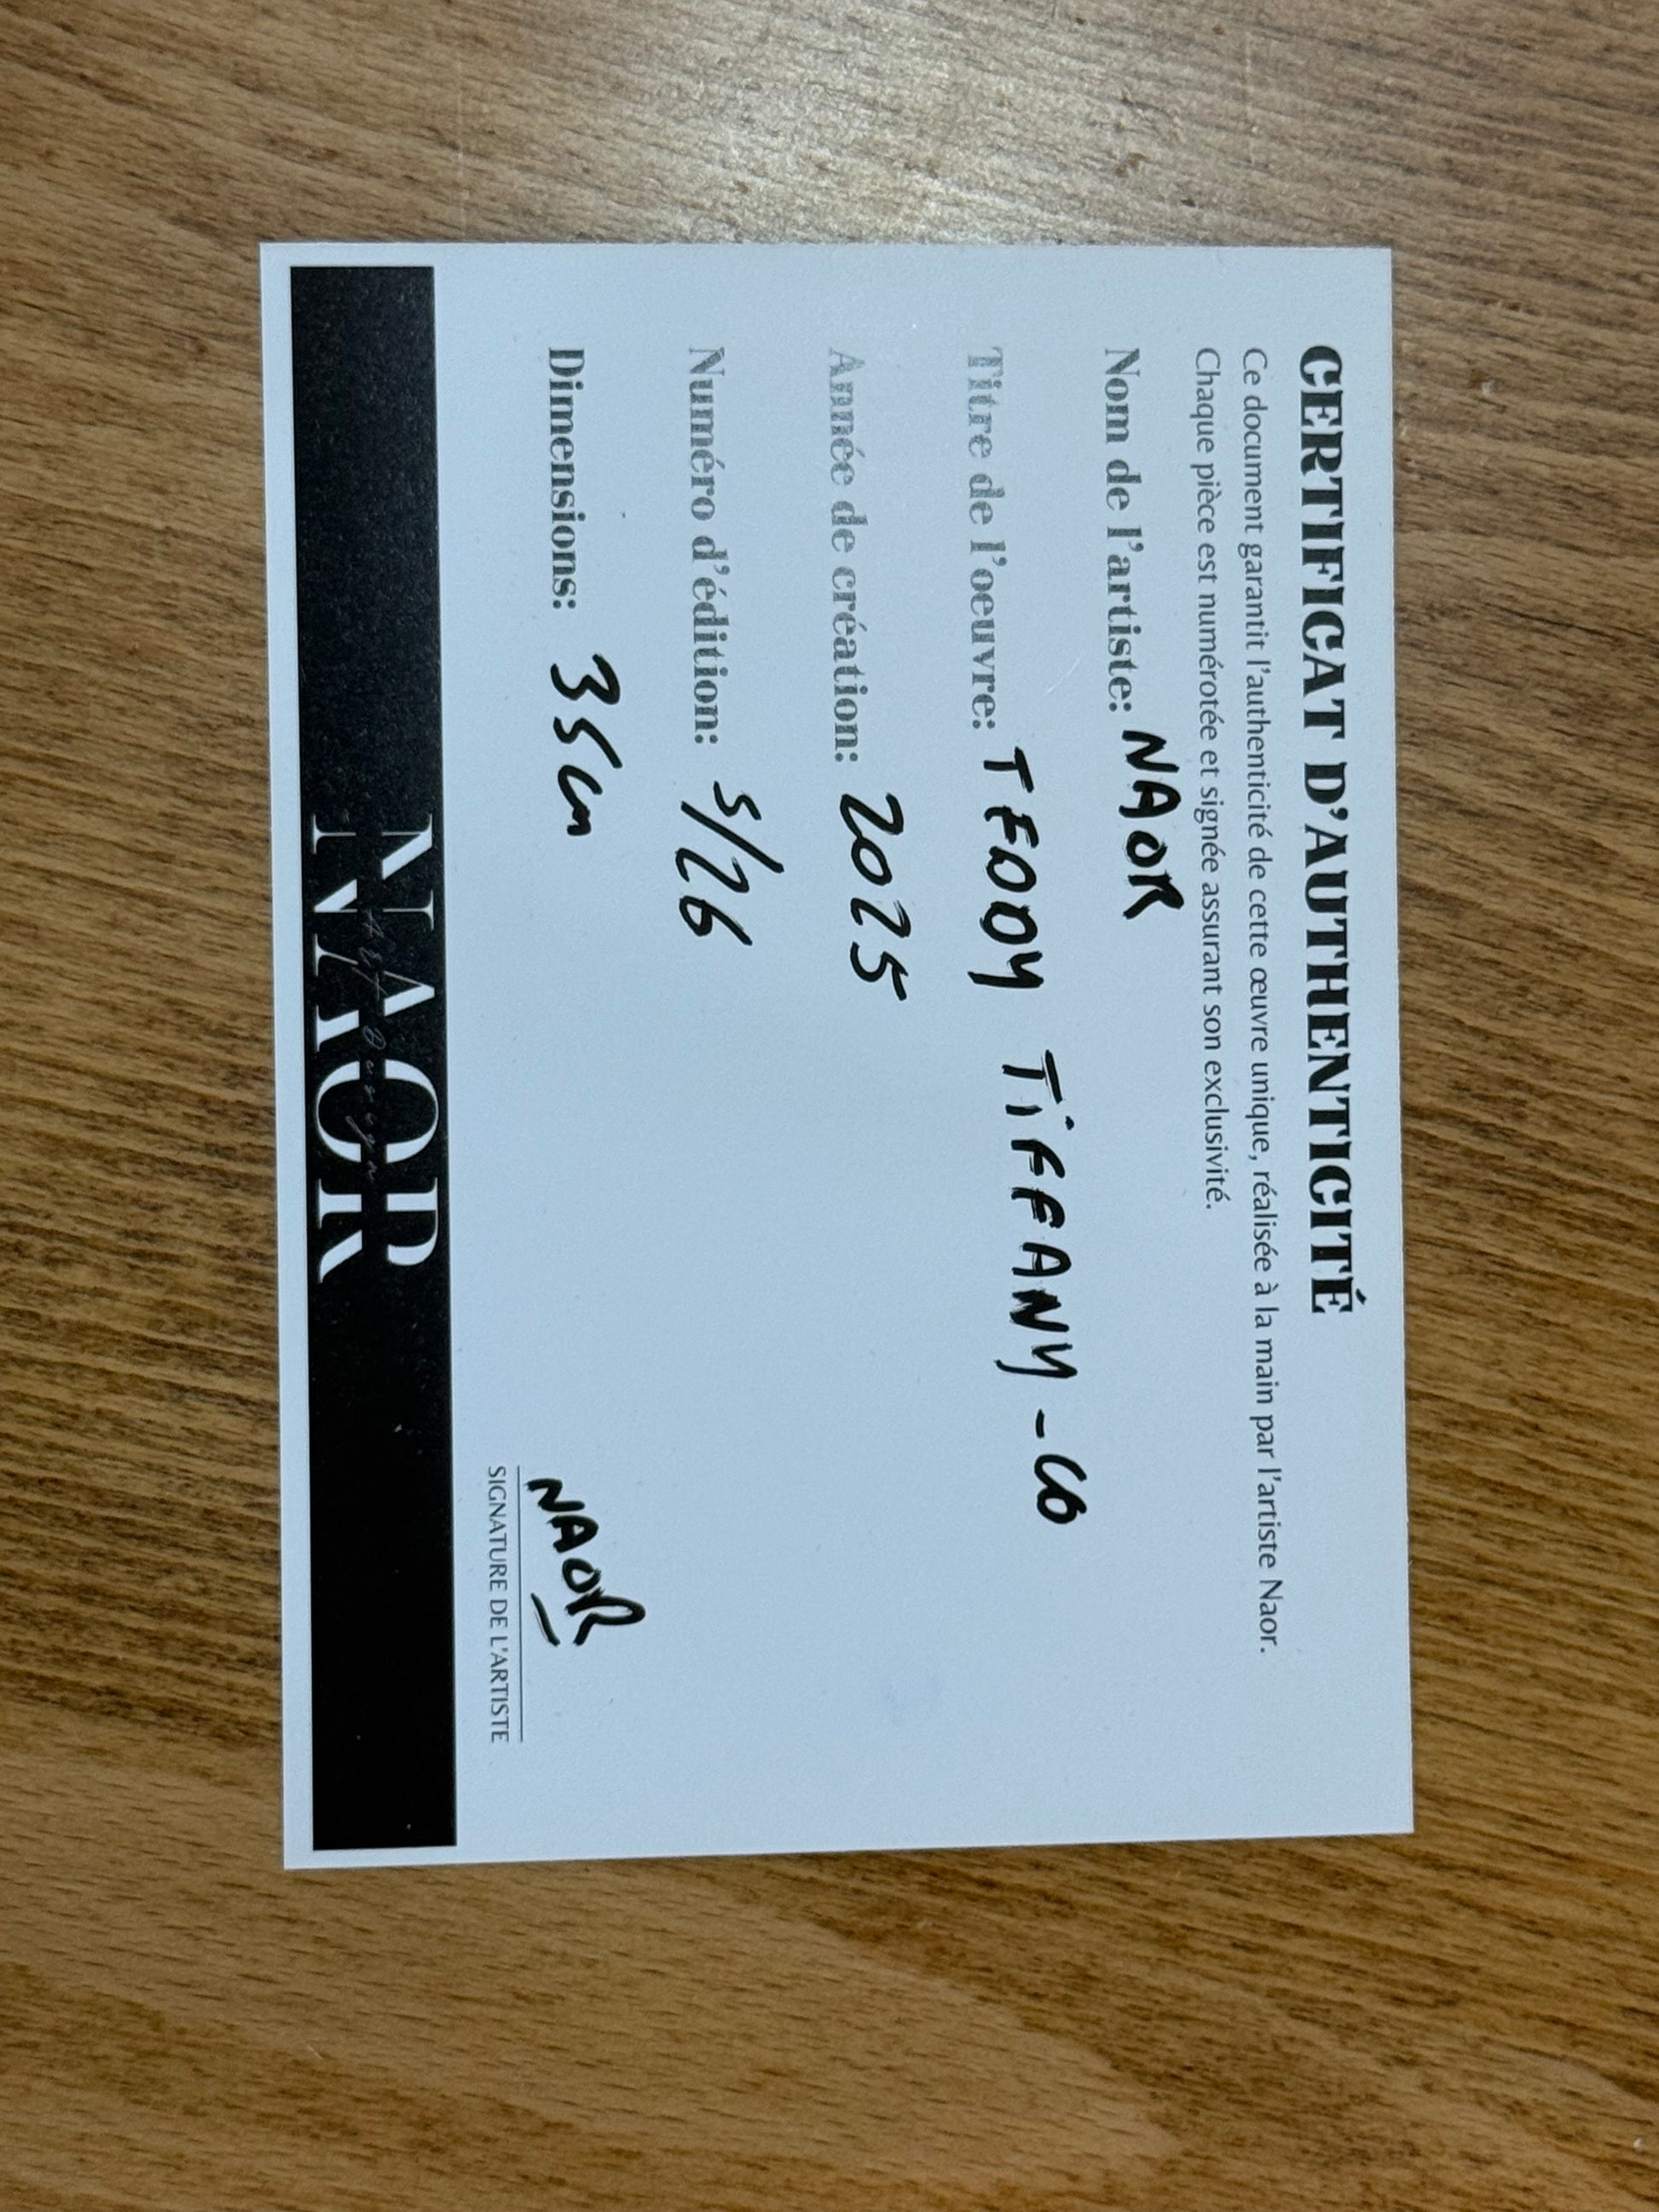 CERTIFICAT D'AUTHENTICITÉ
Ce document garantit l'authenticité de cette œuvre unique, réalisée à la main par l'artiste Naor.
Chaque pièce est numérotée et signée assurant son exclusivité.
Nom de l'artiste: NAOR
Titre de l'oeuvre: TEDDY TiFFANY - CO
Année de création: 2025
Numéro d'édition: 5/26
Dimensions: 35cm
NAOR
SIGNATURE DE L'ARTISTE
NAOR